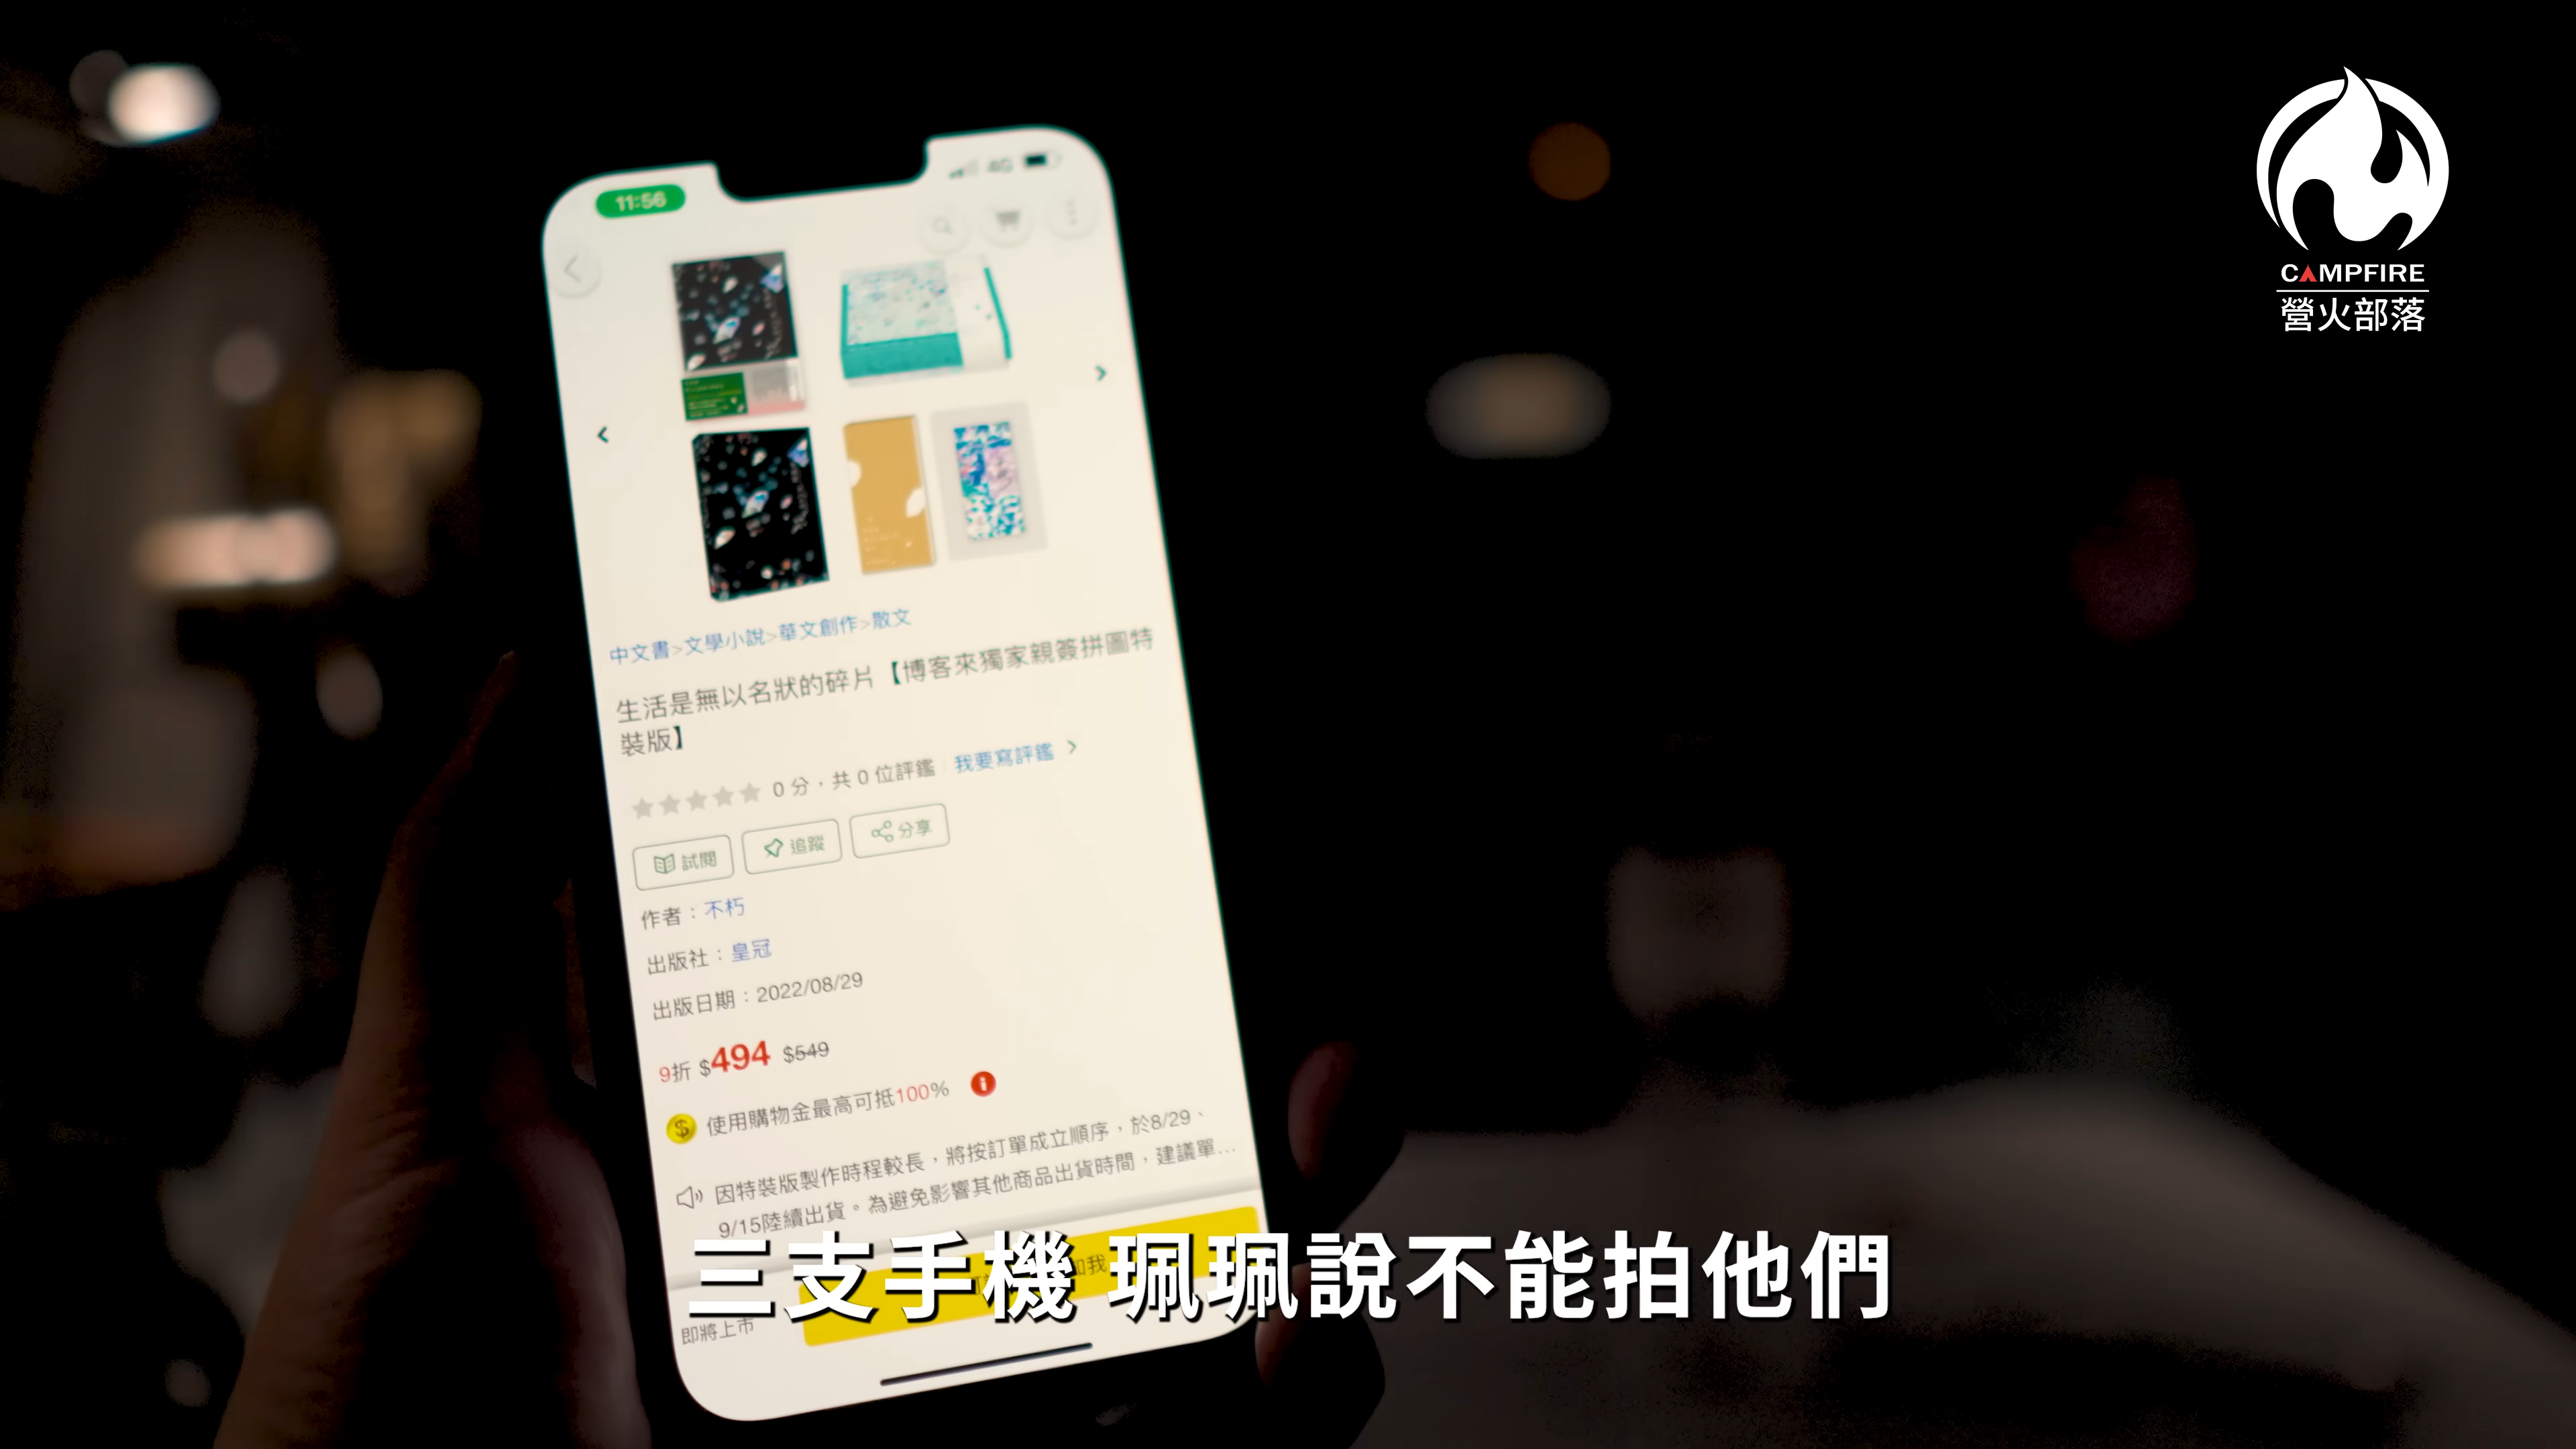 11:56
4G
CAMPFIRE
營火部落
中文書>文學小說>華文創作>散文
生活是無以名狀的碎片【博客來獨家親簽拼圖特
裝版】
0 分，共 0 位評鑑 我要寫評鑑
試閱 追蹤 分享
作者：不朽
出版社：皇冠
出版日期：2022/08/29
9折 $494 $549
使用購物金最高可抵100%
因特裝版製作時程較長，將按訂單成立順序，於8/29、
9/15陸續出貨。為避免影響其他商品出貨時間，建議單...
三支手機 珮珮說不能拍他們
即將上市